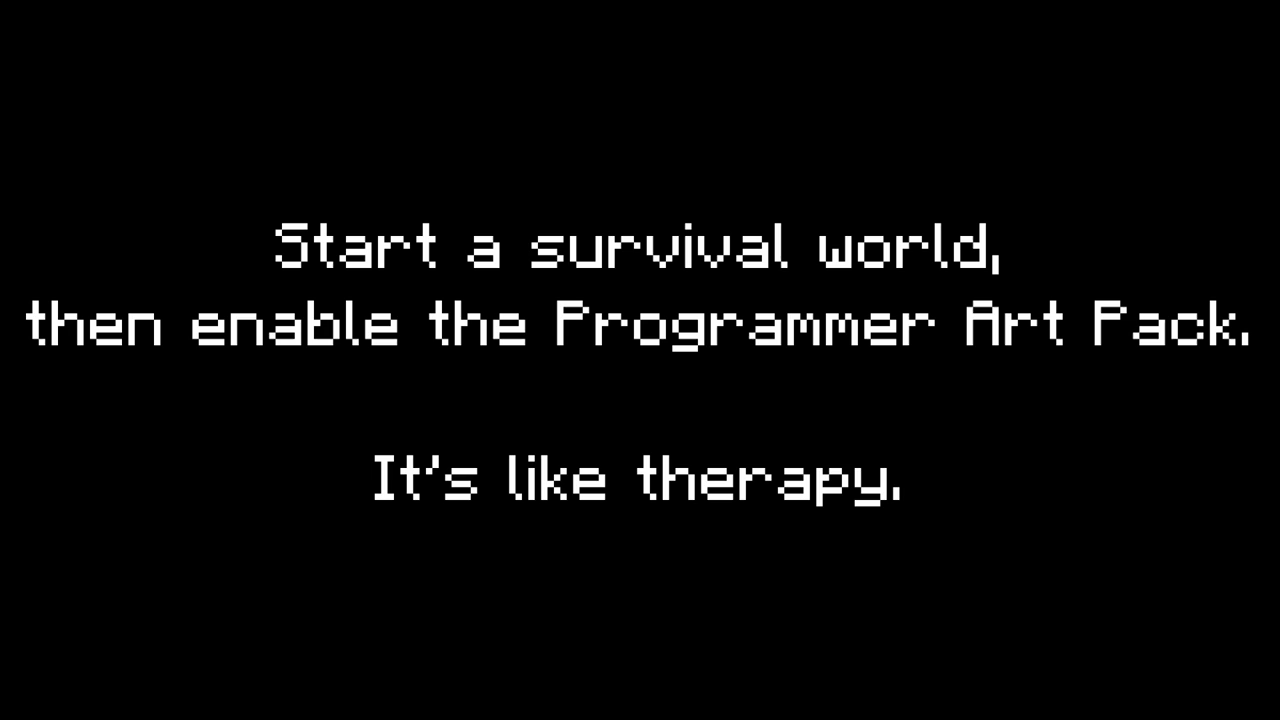 Start a survival world,
then enable the Programmer Art Pack.
It's like therapy.